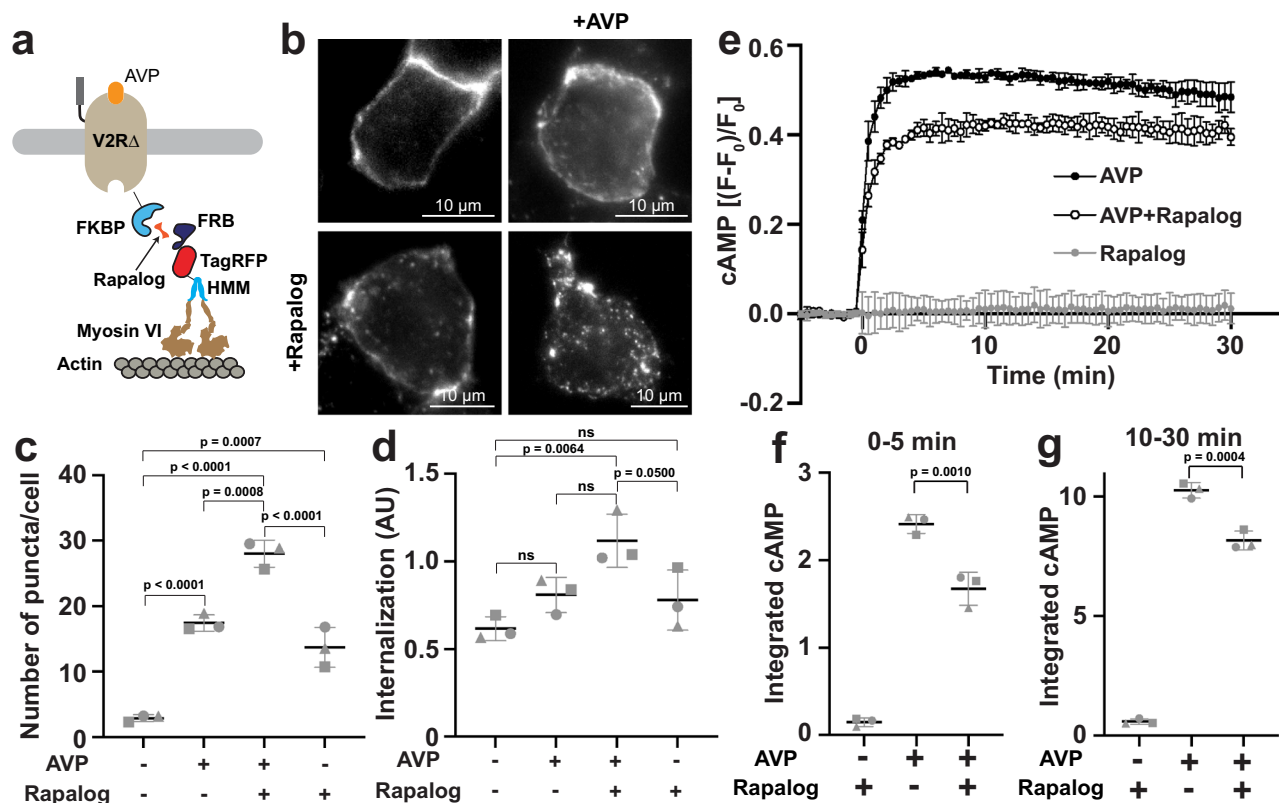 a
AVP
V2RΔ
FKBP
FRB
Rapalog
TagRFP
HMM
Myosin VI
Actin
b
+AVP
10 µm
10 µm
+Rapalog
10 µm
10 µm
e
cAMP [(F-F0)/F0]
0.6
0.4
0.2
0.0
-0.2
0
10
20
30
Time (min)
AVP
AVP+Rapalog
Rapalog
c
Number of puncta/cell
40
30
20
10
0
p = 0.0007
p < 0.0001
p = 0.0008
p < 0.0001
p < 0.0001
AVP - + + -
Rapalog - - + +
d
Internalization (AU)
1.5
1.0
0.5
0.0
ns
p = 0.0064
p = 0.0500
ns
ns
AVP - + + -
Rapalog - - + +
f
0-5 min
Integrated cAMP
3
2
1
0
p = 0.0010
AVP - + +
Rapalog + - +
g
10-30 min
Integrated cAMP
10
5
0
p = 0.0004
AVP - + +
Rapalog + - +